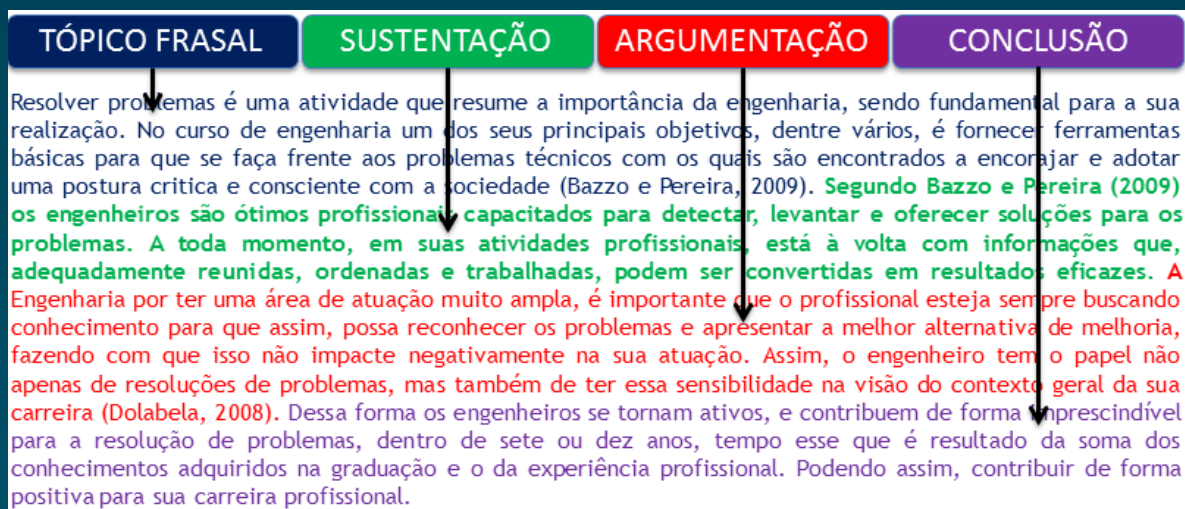 TÓPICO FRASAL SUSTENTAÇÃO ARGUMENTAÇÃO CONCLUSÃO
Resolver problemas é uma atividade que resume a importância da engenharia, sendo fundamental para a sua
realização. No curso de engenharia um dos seus principais objetivos, dentre vários, é fornecer ferramentas
básicas para que se faça frente aos problemas técnicos com os quais são encontrados a encorajar e adotar
uma postura critica e consciente com a sociedade (Bazzo e Pereira, 2009). Segundo Bazzo e Pereira (2009)
os engenheiros são ótimos profissionais capacitados para detectar, levantar e oferecer soluções para os
problemas. A toda momento, em suas atividades profissionais, está à volta com informações que,
adequadamente reunidas, ordenadas e trabalhadas, podem ser convertidas em resultados eficazes. A
Engenharia por ter uma área de atuação muito ampla, é importante que o profissional esteja sempre buscando
conhecimento para que assim, possa reconhecer os problemas e apresentar a melhor alternativa de melhoria,
fazendo com que isso não impacte negativamente na sua atuação. Assim, o engenheiro tem o papel não
apenas de resoluções de problemas, mas também de ter essa sensibilidade na visão do contexto geral da sua
carreira (Dolabela, 2008). Dessa forma os engenheiros se tornam ativos, e contribuem de forma imprescindível
para a resolução de problemas, dentro de sete ou dez anos, tempo esse que é resultado da soma dos
conhecimentos adquiridos na graduação e o da experiência profissional. Podendo assim, contribuir de forma
positiva para sua carreira profissional.